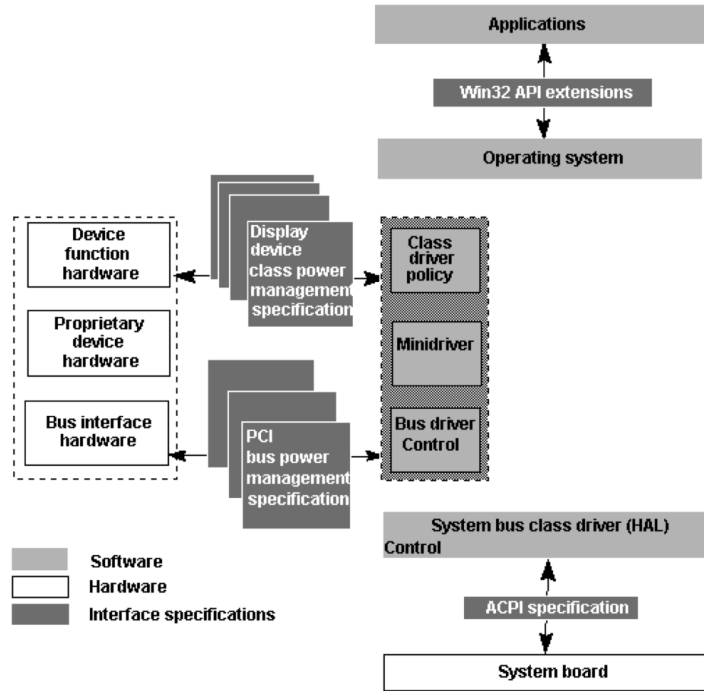 Applications
Win32 API extensions
Operating system
Device
function
hardware
Display
device
class power
management
specification
Class
driver
policy
Proprietary
device
hardware
Minidriver
Bus interface
hardware
PCI
bus power
management
specification
Bus driver
Control
System bus class driver (HAL)
Control
Software
Hardware
Interface specifications
ACPI specification
System board